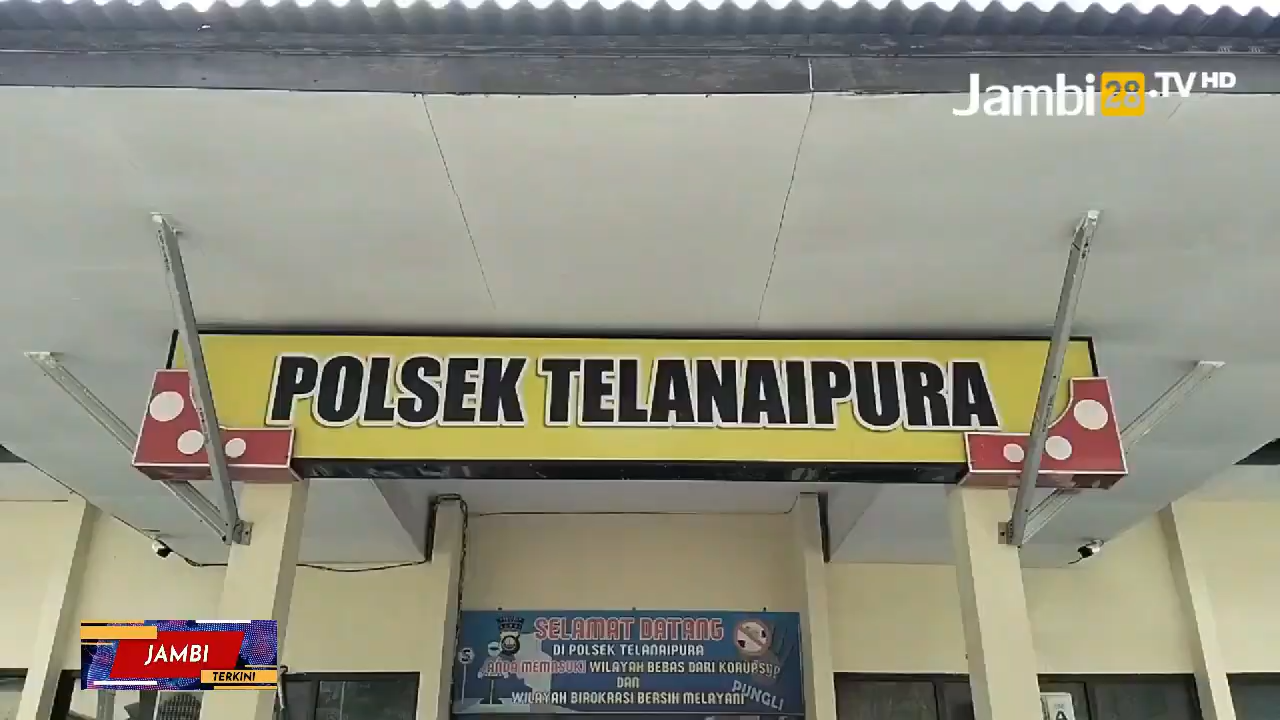 Jambi28.TV HD
POLSEK TELANAIPURA
SELAMAT DATANG
DI POLSEK TELANAIPURA
ANDA MEMASUKI WILAYAH BEBAS DARI KORUPSI
DAN
WILAYAH BIROKRASI BERSIH MELAYANI
PUNGLI
JAMBI
TERKINI